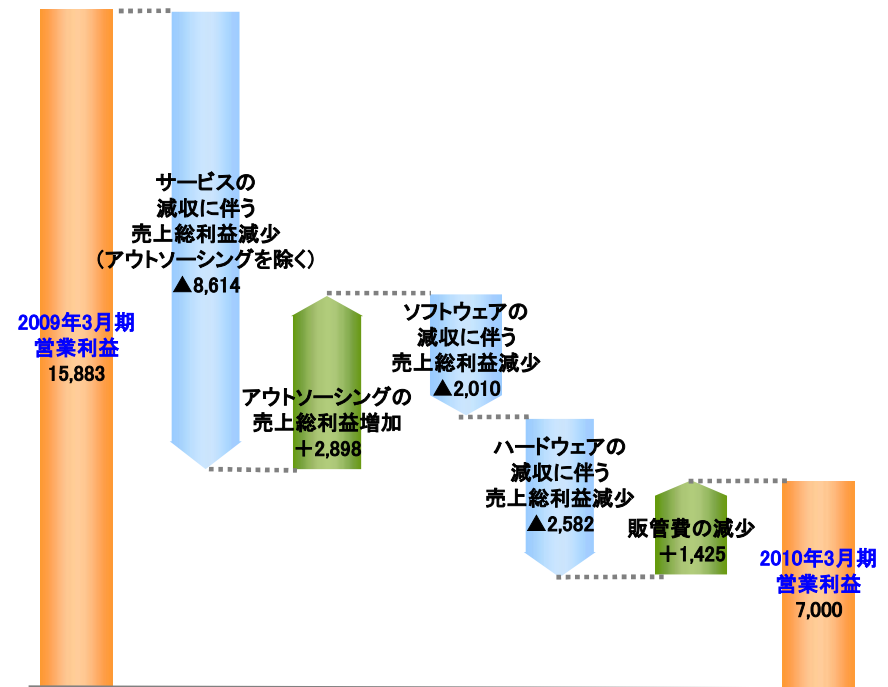 2009年3月期
営業利益
15,883
サービスの
減収に伴う
売上総利益減少
（アウトソーシングを除く）
▲8,614
アウトソーシングの
売上総利益増加
＋2,898
ソフトウェアの
減収に伴う
売上総利益減少
▲2,010
ハードウェアの
減収に伴う
売上総利益減少
▲2,582
販管費の減少
＋1,425
2010年3月期
営業利益
7,000